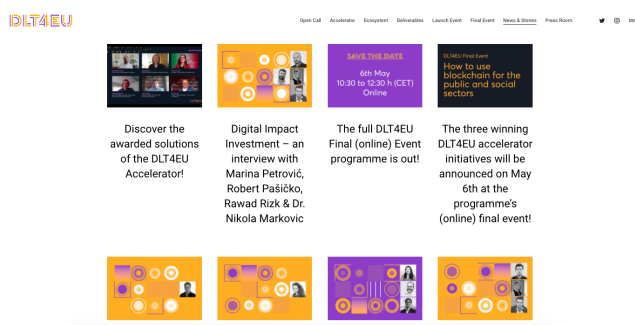 DLT4EU
Open Call Accelerator Ecosystem Deliverables Launch Event Final Event News & Stories Press Room
SAVE THE DATE
6th May
10:30 to 12:30 h (CET)
Online
DLT4EU Final Event
How to use
blockchain for the
public and social
sectors
Discover the
awarded solutions
of the DLT4EU
Accelerator!
Digital Impact
Investment – an
interview with
Marina Petrović,
Robert Pašičko,
Rawad Rizk & Dr.
Nikola Markovic
The full DLT4EU
Final (online) Event
programme is out!
The three winning
DLT4EU accelerator
initiatives will be
announced on May
6th at the
programme's
(online) final event!